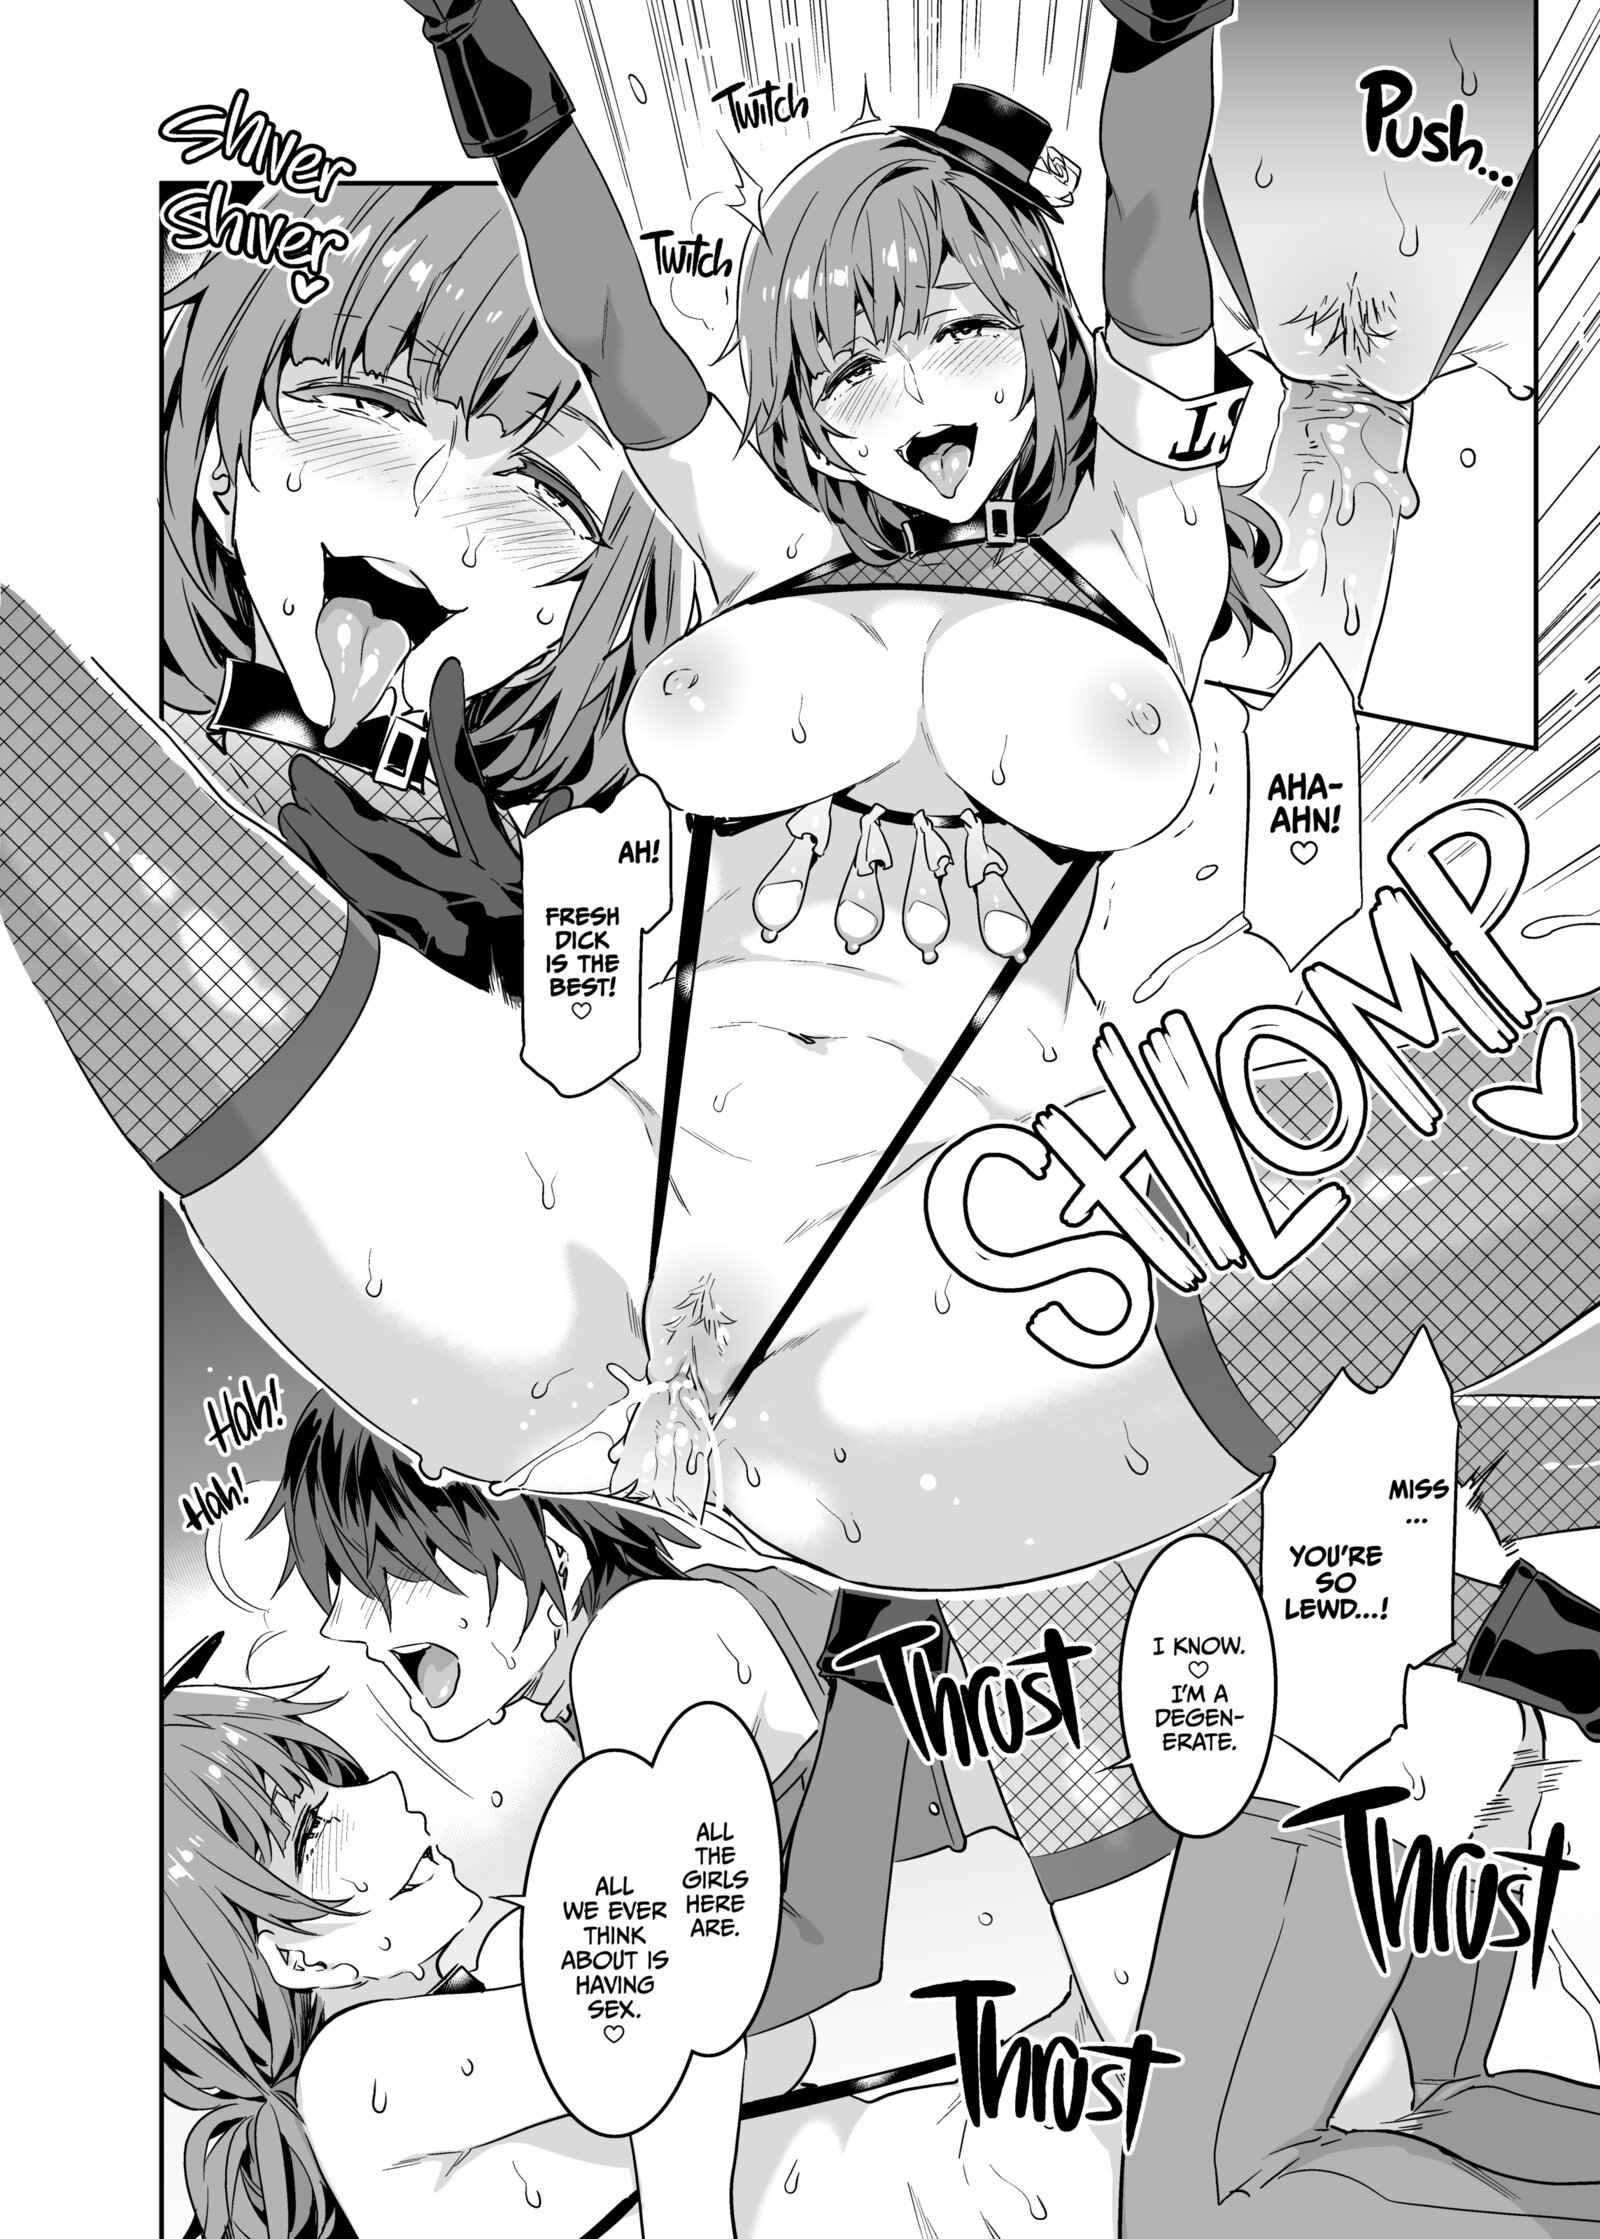 Push...
Twitch
Twitch
Shiver
Shiver
ST
AHA-
AHN!
♡
AH!
FRESH
DICK
IS THE
BEST!
♡
SHLOMP
MISS
...
YOU'RE
SO
LEWD...!
I KNOW.
♡
I'M A
DEGEN-
ERATE.
Hah!
Hah!
Thrust
Thrust
Thrust
ALL
THE
GIRLS
HERE
ARE.
ALL
WE EVER
THINK
ABOUT IS
HAVING
SEX.
♡